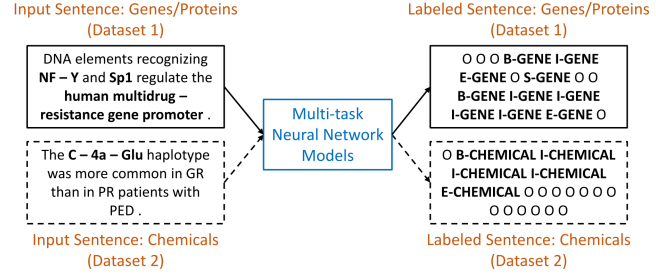 Input Sentence: Genes/Proteins
(Dataset 1)
DNA elements recognizing
NF – Y and Sp1 regulate the
human multidrug –
resistance gene promoter .
The C – 4a – Glu haplotype
was more common in GR
than in PR patients with
PED .
Input Sentence: Chemicals
(Dataset 2)
Multi-task
Neural Network
Models
Labeled Sentence: Genes/Proteins
(Dataset 1)
O O O B-GENE I-GENE
E-GENE O S-GENE O O
B-GENE I-GENE I-GENE
I-GENE I-GENE E-GENE O
O B-CHEMICAL I-CHEMICAL
I-CHEMICAL I-CHEMICAL
E-CHEMICAL O O O O O O O
O O O O O O
Labeled Sentence: Chemicals
(Dataset 2)